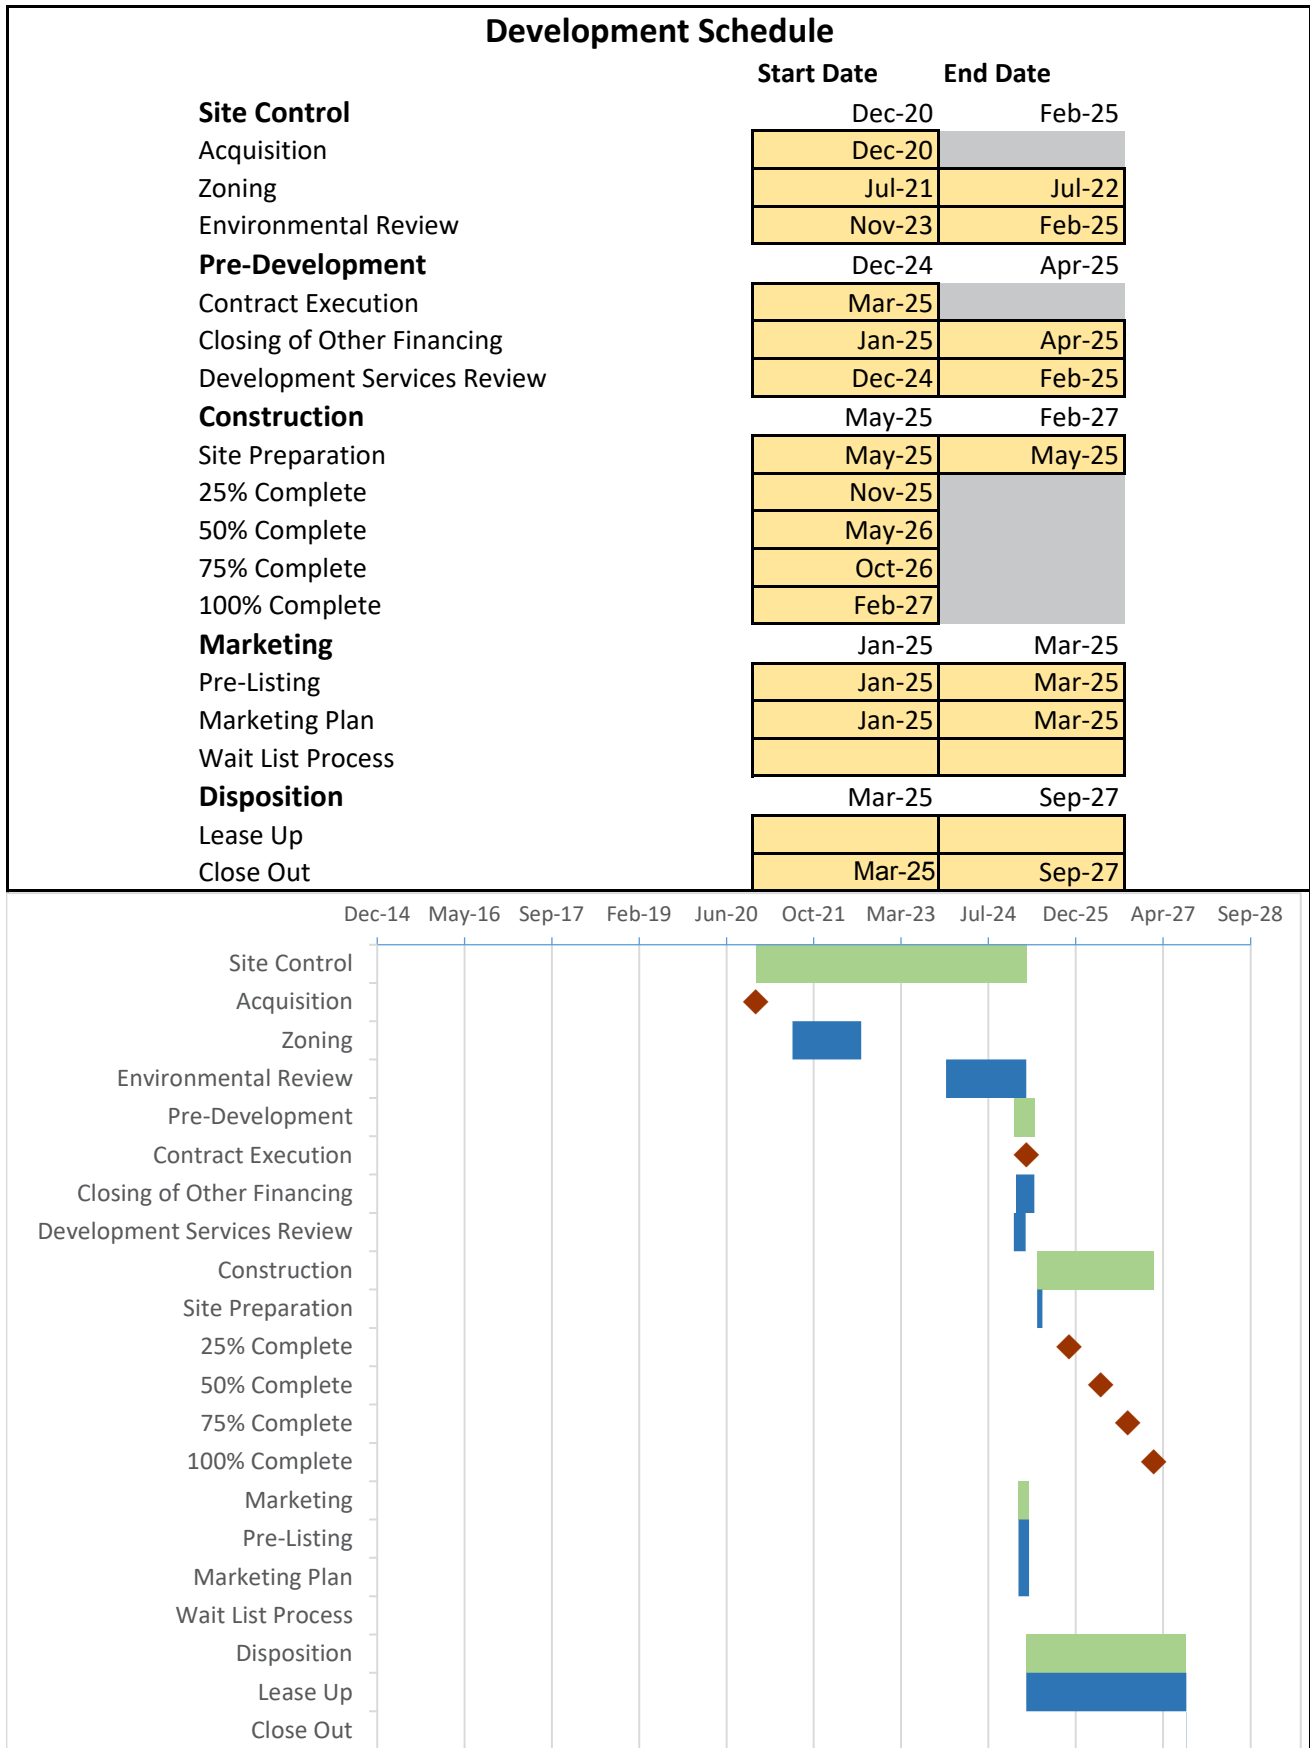 Development Schedule
Start Date End Date
Site Control Dec-20 Feb-25
Acquisition Dec-20
Zoning Jul-21 Jul-22
Environmental Review Nov-23 Feb-25
Pre-Development Dec-24 Apr-25
Contract Execution Mar-25
Closing of Other Financing Jan-25 Apr-25
Development Services Review Dec-24 Feb-25
Construction May-25 Feb-27
Site Preparation May-25 May-25
25% Complete Nov-25
50% Complete May-26
75% Complete Oct-26
100% Complete Feb-27
Marketing Jan-25 Mar-25
Pre-Listing Jan-25 Mar-25
Marketing Plan Jan-25 Mar-25
Wait List Process
Disposition Mar-25 Sep-27
Lease Up
Close Out Mar-25 Sep-27
Dec-14 May-16 Sep-17 Feb-19 Jun-20 Oct-21 Mar-23 Jul-24 Dec-25 Apr-27 Sep-28
Site Control
Acquisition
Zoning
Environmental Review
Pre-Development
Contract Execution
Closing of Other Financing
Development Services Review
Construction
Site Preparation
25% Complete
50% Complete
75% Complete
100% Complete
Marketing
Pre-Listing
Marketing Plan
Wait List Process
Disposition
Lease Up
Close Out